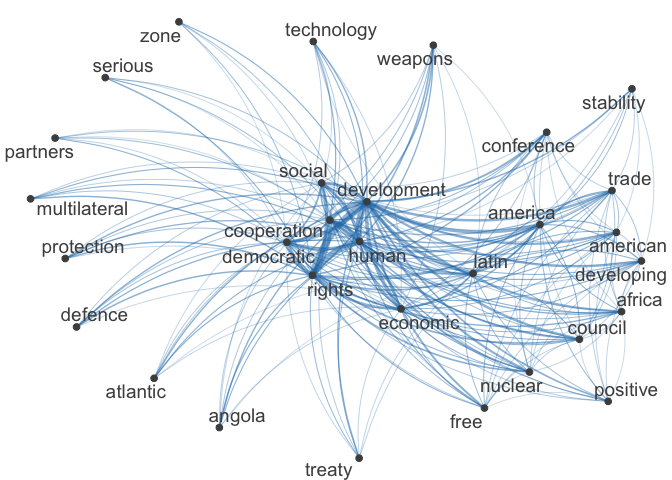 zone
technology
weapons
serious
stability
partners
conference
social
development
trade
multilateral
america
cooperation
protection
democratic
human
american
latin
developing
rights
africa
defence
economic
council
atlantic
nuclear
positive
angola
free
treaty